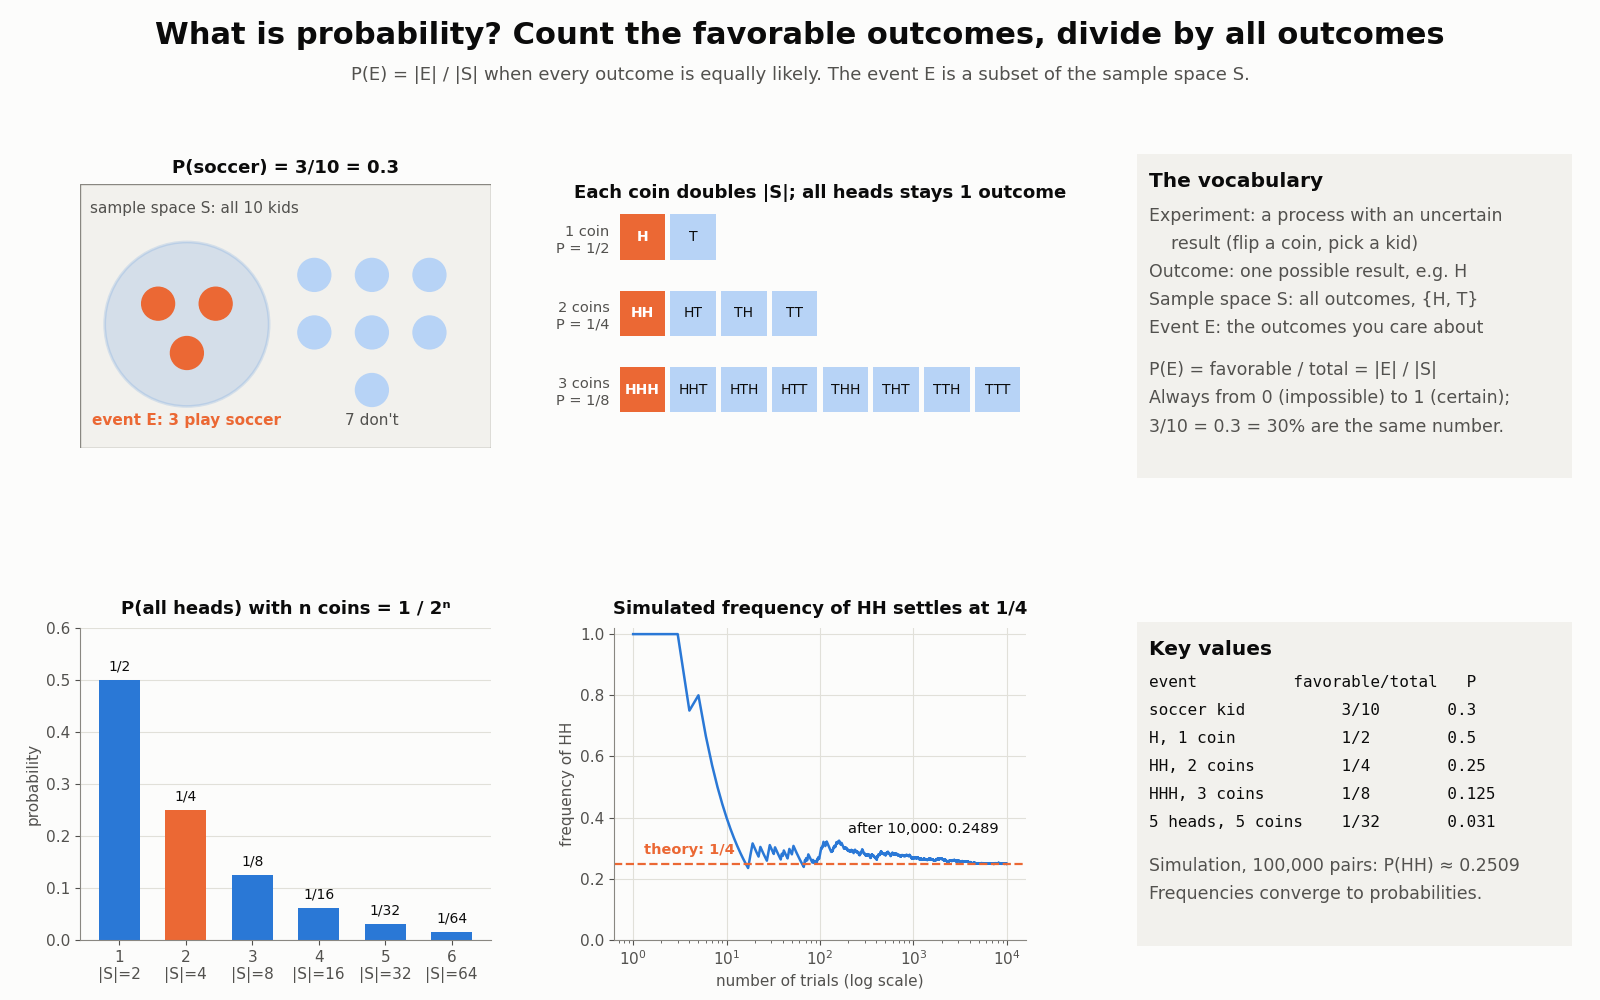 What is probability? Count the favorable outcomes, divide by all outcomes
P(E) = |E| / |S| when every outcome is equally likely. The event E is a subset of the sample space S.
P(soccer) = 3/10 = 0.3
sample space S: all 10 kids
event E: 3 play soccer
7 don't
Each coin doubles |S|; all heads stays 1 outcome
1 coin
P = 1/2
H T
2 coins
P = 1/4
HH HT TH TT
3 coins
P = 1/8
HHH HHT HTH HTT THH THT TTH TTT
The vocabulary
Experiment: a process with an uncertain
result (flip a coin, pick a kid)
Outcome: one possible result, e.g. H
Sample space S: all outcomes, {H, T}
Event E: the outcomes you care about
P(E) = favorable / total = |E| / |S|
Always from 0 (impossible) to 1 (certain);
3/10 = 0.3 = 30% are the same number.
P(all heads) with n coins = 1 / 2ⁿ
probability
0.6
0.5
0.4
0.3
0.2
0.1
0.0
1/2
1/4
1/8
1/16
1/32
1/64
1 2 3 4 5 6
|S|=2 |S|=4 |S|=8 |S|=16 |S|=32 |S|=64
Simulated frequency of HH settles at 1/4
frequency of HH
1.0
0.8
0.6
0.4
0.2
0.0
after 10,000: 0.2489
theory: 1/4
10⁰ 10¹ 10² 10³ 10⁴
number of trials (log scale)
Key values
event favorable/total P
soccer kid 3/10 0.3
H, 1 coin 1/2 0.5
HH, 2 coins 1/4 0.25
HHH, 3 coins 1/8 0.125
5 heads, 5 coins 1/32 0.031
Simulation, 100,000 pairs: P(HH) ≈ 0.2509
Frequencies converge to probabilities.